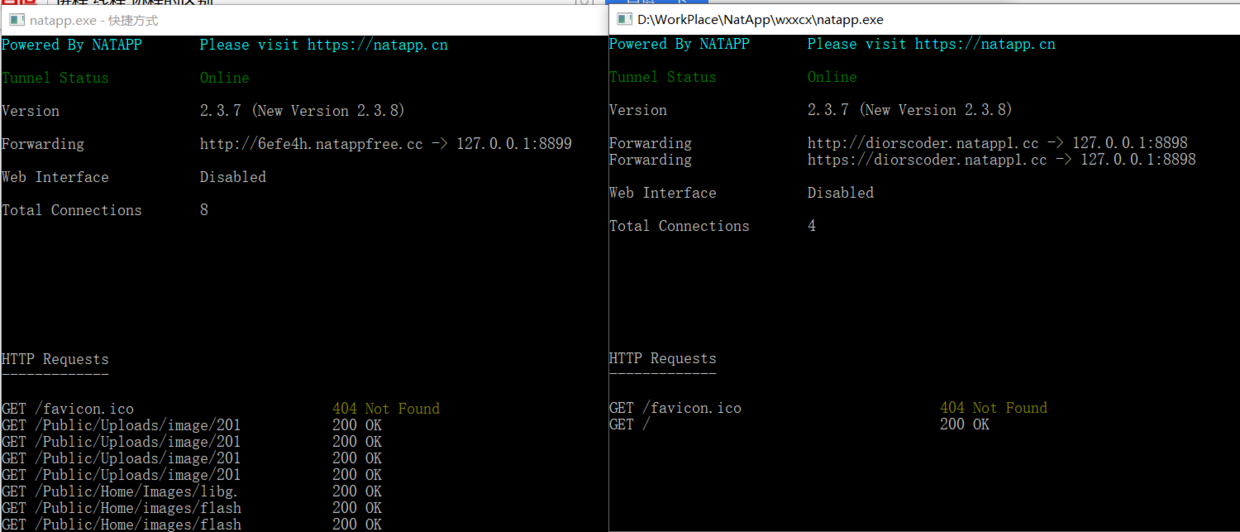 natapp.exe - 快捷方式
Powered By NATAPP Please visit https://natapp.cn
Tunnel Status Online
Version 2.3.7 (New Version 2.3.8)
Forwarding http://6efe4h.natappfree.cc -> 127.0.0.1:8899
Web Interface Disabled
Total Connections 8
HTTP Requests
-------------
GET /favicon.ico 404 Not Found
GET /Public/Uploads/image/201 200 OK
GET /Public/Uploads/image/201 200 OK
GET /Public/Uploads/image/201 200 OK
GET /Public/Uploads/image/201 200 OK
GET /Public/Home/Images/libg. 200 OK
GET /Public/Home/images/flash 200 OK
GET /Public/Home/images/flash 200 OK
D:\WorkPlace\NatApp\wxxcx\natapp.exe
Powered By NATAPP Please visit https://natapp.cn
Tunnel Status Online
Version 2.3.7 (New Version 2.3.8)
Forwarding http://diorscoder.natapp1.cc -> 127.0.0.1:8898
Forwarding https://diorscoder.natapp1.cc -> 127.0.0.1:8898
Web Interface Disabled
Total Connections 4
HTTP Requests
-------------
GET /favicon.ico 404 Not Found
GET / 200 OK